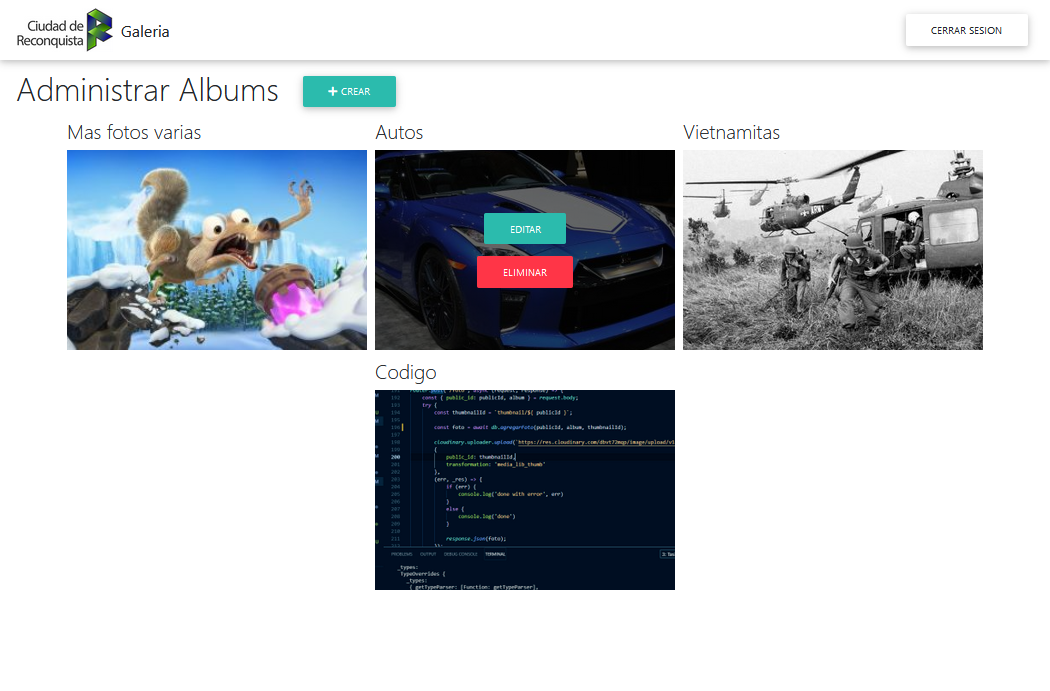 Ciudad de
Reconquista
Galeria
CERRAR SESION
Administrar Albums
+ CREAR
Mas fotos varias
Autos
Vietnamitas
EDITAR
ELIMINAR
ARMY
Codigo
192 const { public_id: publicId, album } = request.body;
193 try {
194 const thumbnailId = `thumbnail/${ publicId }`;
195
196 const foto = await db.agregarFoto(publicId, album, thumbnailId);
197
198 cloudinary.uploader.upload(`https://res.cloudinary.com/dhrt72mgp/image/upload/v1
199 {
200 public_id: thumbnailId,
201 transformation: 'media_lib_thumb'
202 },
203 (err, _res) => {
204 if (err) {
205 console.log('done with error', err)
206 }
207 else {
208 console.log('done')
209 }
210
211 response.json(foto);
PROBLEMS OUTPUT DEBUG CONSOLE TERMINAL
_types:
TypeOverrides {
_types:
{ getTypeParser: [Function: getTypeParser],